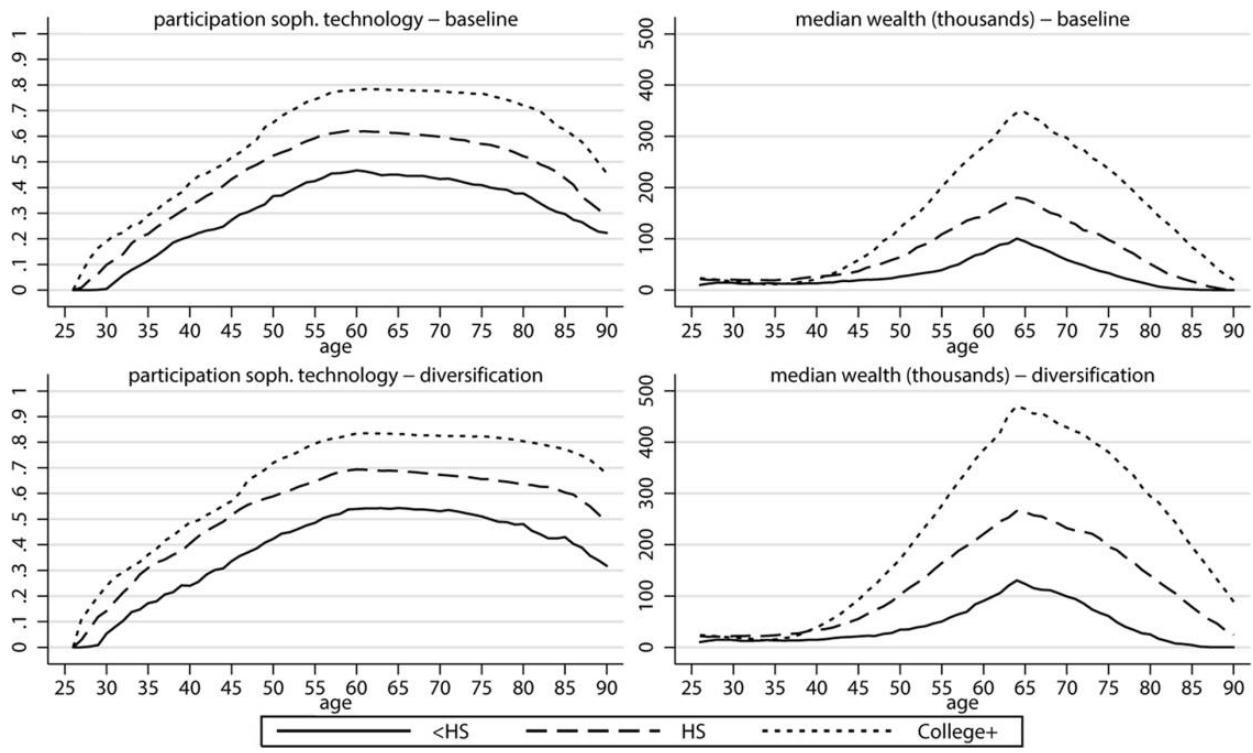 participation soph. technology – baseline
0 .1 .2 .3 .4 .5 .6 .7 .8 .9 1
25 30 35 40 45 50 55 60 65 70 75 80 85 90
age
median wealth (thousands) – baseline
0 100 200 300 400 500
25 30 35 40 45 50 55 60 65 70 75 80 85 90
age
participation soph. technology – diversification
0 .1 .2 .3 .4 .5 .6 .7 .8 .9 1
25 30 35 40 45 50 55 60 65 70 75 80 85 90
age
median wealth (thousands) – diversification
0 100 200 300 400 500
25 30 35 40 45 50 55 60 65 70 75 80 85 90
age
<HS HS College+